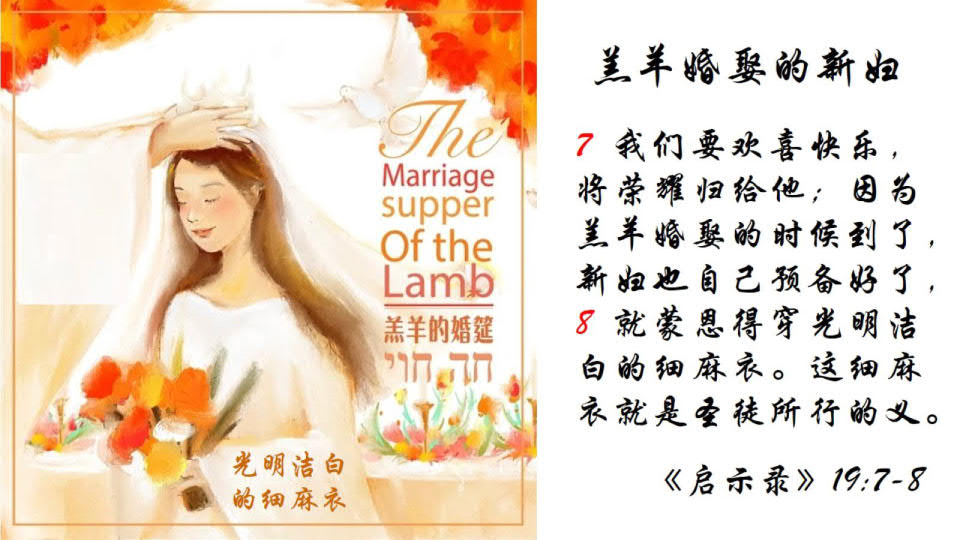 The
Marriage
supper
Of the
Lamb
羔羊的婚筵
光明洁白
的细麻衣
羔羊婚娶的新妇
7 我们要欢喜快乐，
将荣耀归给他；因为
羔羊婚娶的时候到了，
新妇也自己预备好了，
8 就蒙恩得穿光明洁
白的细麻衣。这细麻
衣就是圣徒所行的义。
《启示录》19:7-8